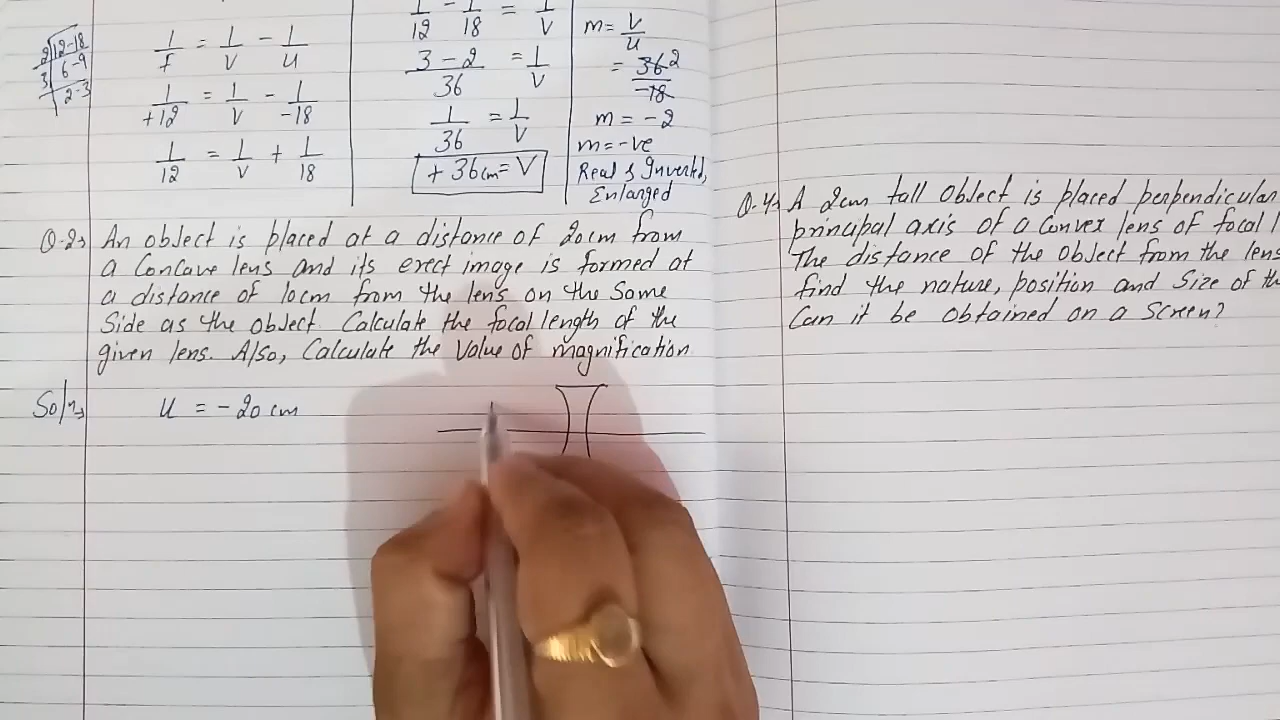 2 | 12-18
3 | 6-9
2-3
1/f = 1/v - 1/u
1/+12 = 1/v - 1/-18
1/12 = 1/v + 1/18
1/12 - 1/18 = 1/v
3-2/36 = 1/v
1/36 = 1/v
+36cm = v
m = v/u
= 36 2/-18
m = -2
m = -ve
Real & Inverted,
Enlarged
Q.2→ An object is placed at a distance of 20cm from
a Concave lens and its erect image is formed at
a distance of 10cm from the lens on the Same
Side as the object. Calculate the focal length of the
given lens. Also, Calculate the Value of magnification
Soln→ u = -20 cm
Q.4→ A 2cm tall object is placed perpendicular
principal axis of a Convex lens of focal
The distance of the object from the lens
find the nature, position and Size of
Can it be obtained on a Screen?